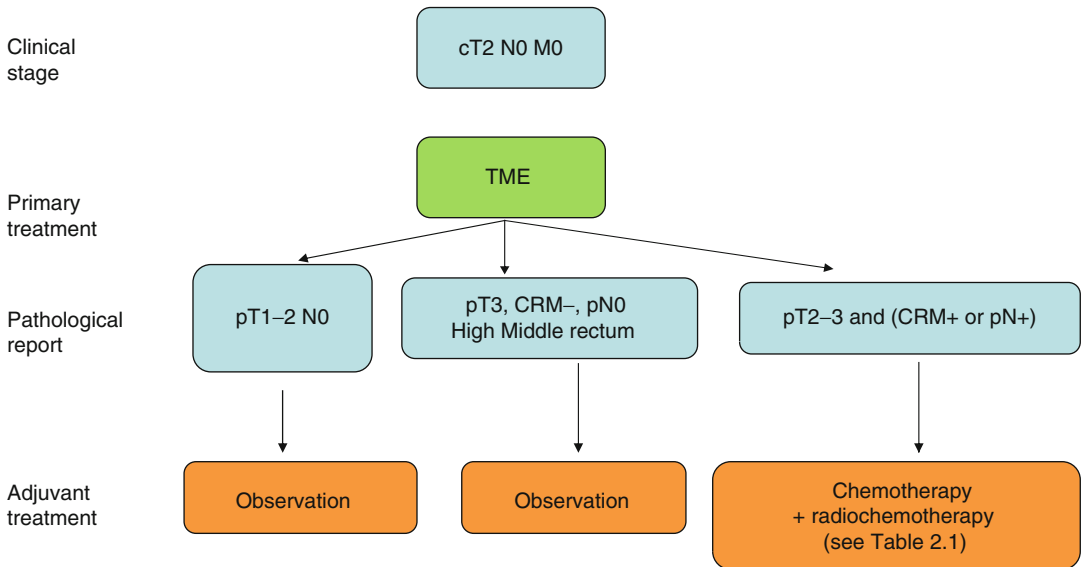 Clinical
stage
cT2 N0 M0
Primary
treatment
TME
Pathological
report
pT1–2 N0
pT3, CRM–, pN0
High Middle rectum
pT2–3 and (CRM+ or pN+)
Adjuvant
treatment
Observation
Observation
Chemotherapy
+ radiochemotherapy
(see Table 2.1)